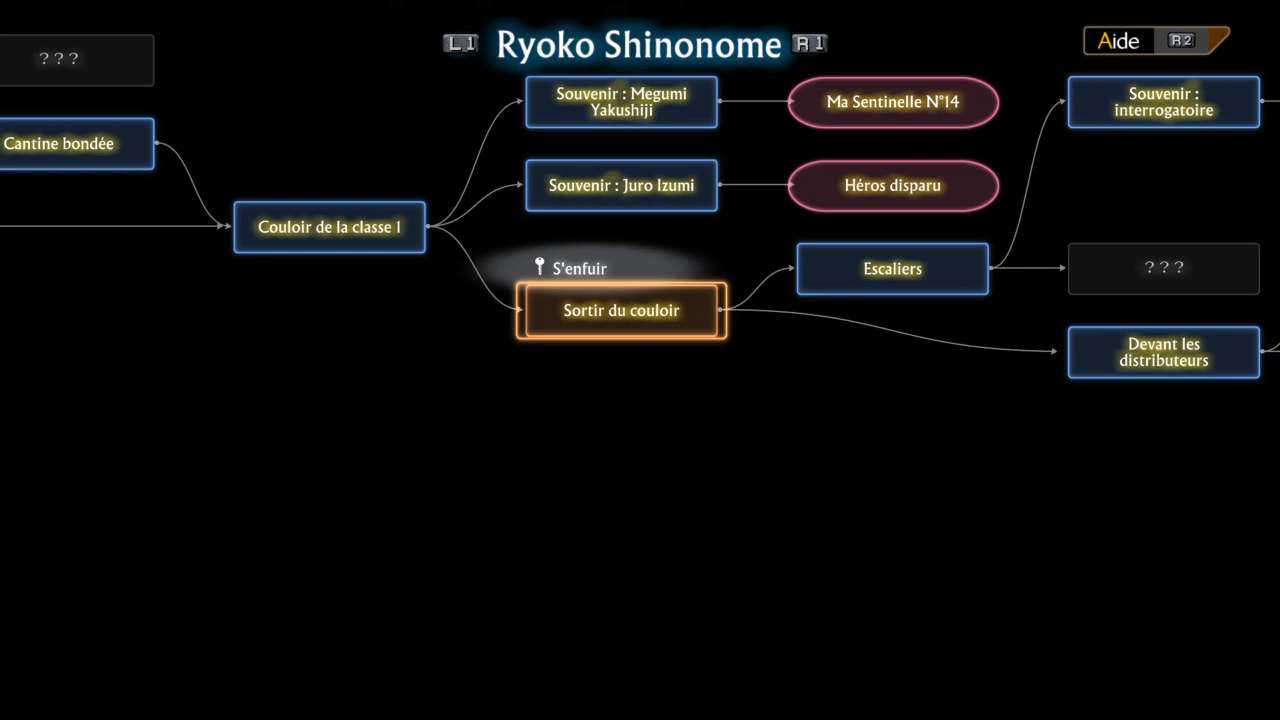 L1 Ryoko Shinonome R1
Aide R2
? ? ?
Souvenir : Megumi
Yakushiji
Ma Sentinelle N°14
Souvenir :
interrogatoire
Cantine bondée
Souvenir : Juro Izumi
Héros disparu
Couloir de la classe 1
S'enfuir
Sortir du couloir
Escaliers
? ? ?
Devant les
distributeurs